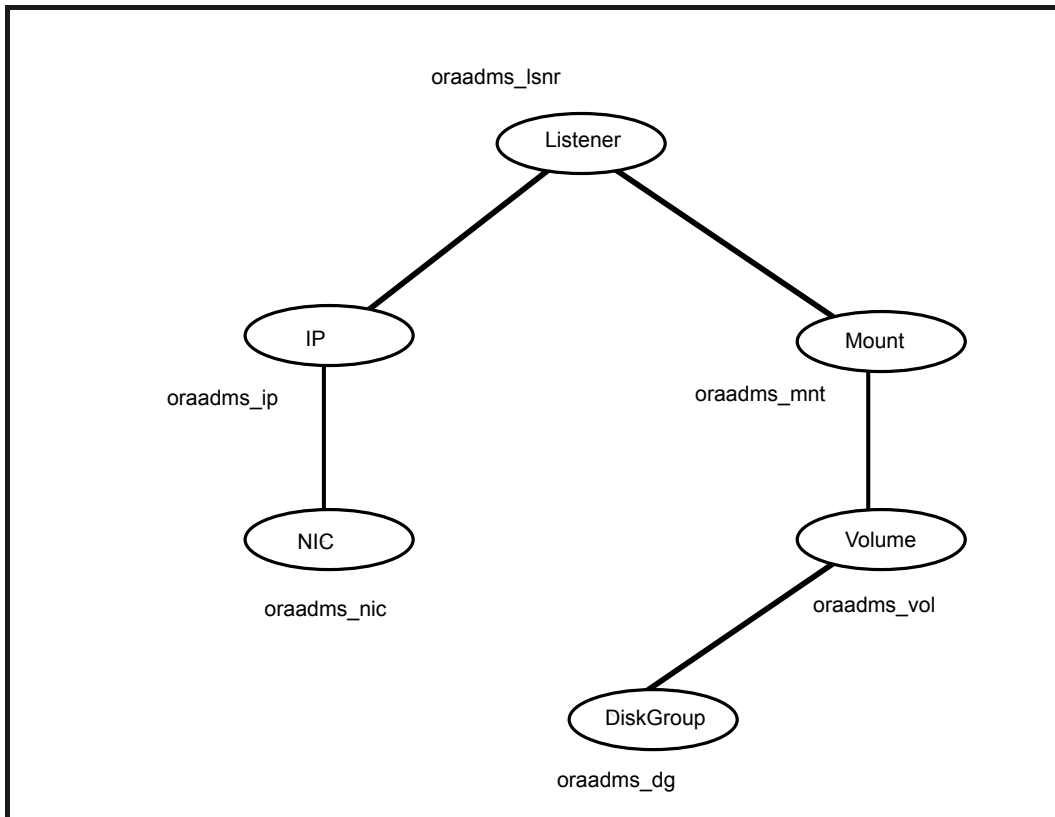 oraadms_lsnr
Listener
IP
Mount
oraadms_ip
oraadms_mnt
NIC
Volume
oraadms_nic
oraadms_vol
DiskGroup
oraadms_dg